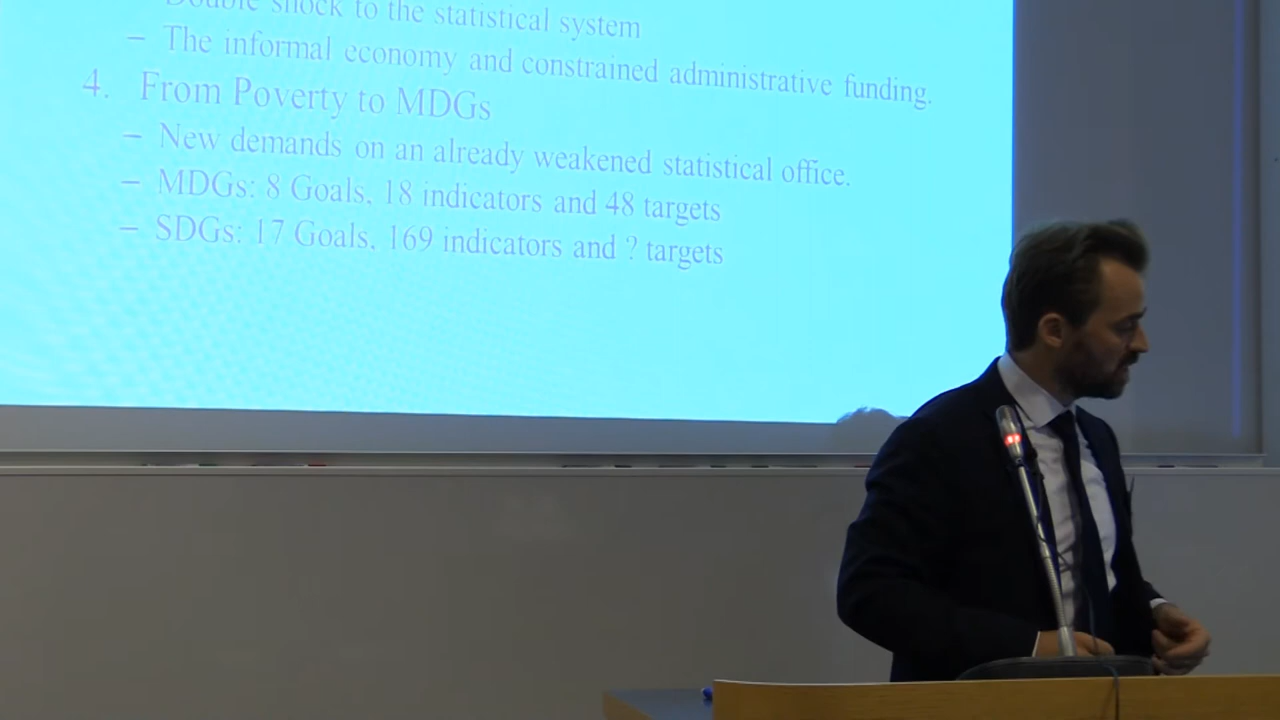 Double shock to the statistical system
– The informal economy and constrained administrative funding.
4. From Poverty to MDGs
– New demands on an already weakened statistical office.
– MDGs: 8 Goals, 18 indicators and 48 targets
– SDGs: 17 Goals, 169 indicators and ? targets